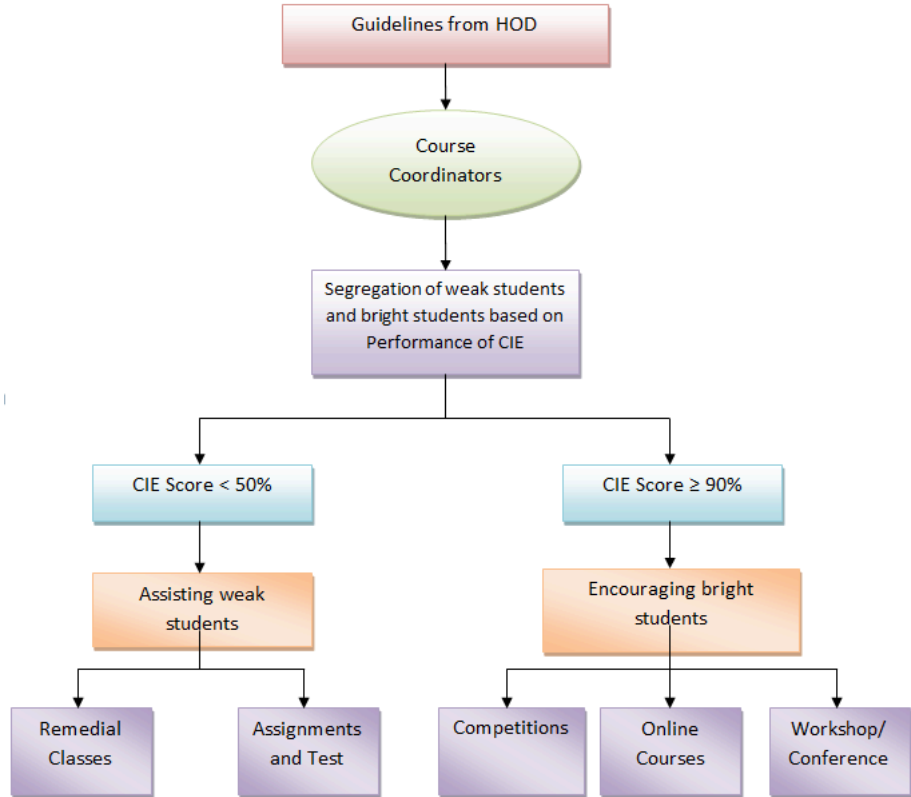 Guidelines from HOD
Course
Coordinators
Segregation of weak students
and bright students based on
Performance of CIE
CIE Score < 50%
CIE Score ≥ 90%
Assisting weak
students
Encouraging bright
students
Remedial
Classes
Assignments
and Test
Competitions
Online
Courses
Workshop/
Conference